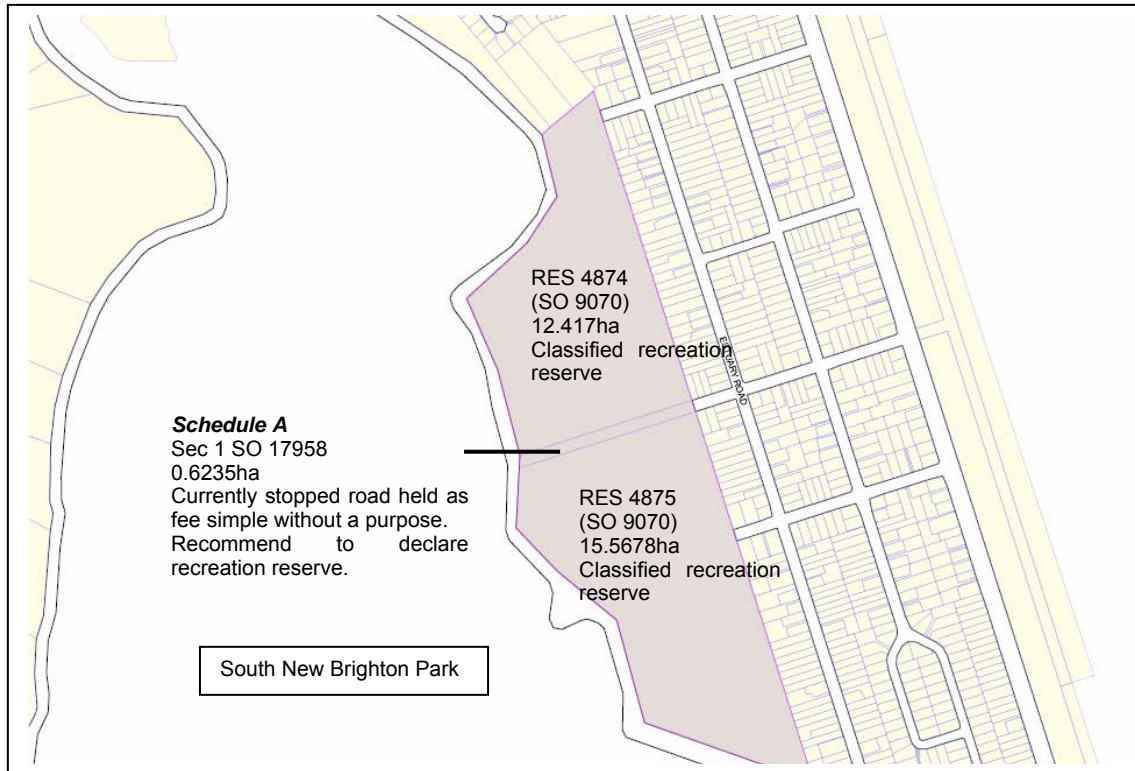 RES 4874
(SO 9070)
12.417ha
Classified recreation
reserve
ESTUARY ROAD
Schedule A
Sec 1 SO 17958
0.6235ha
Currently stopped road held as
fee simple without a purpose.
Recommend to declare
recreation reserve.
RES 4875
(SO 9070)
15.5678ha
Classified recreation
reserve
South New Brighton Park